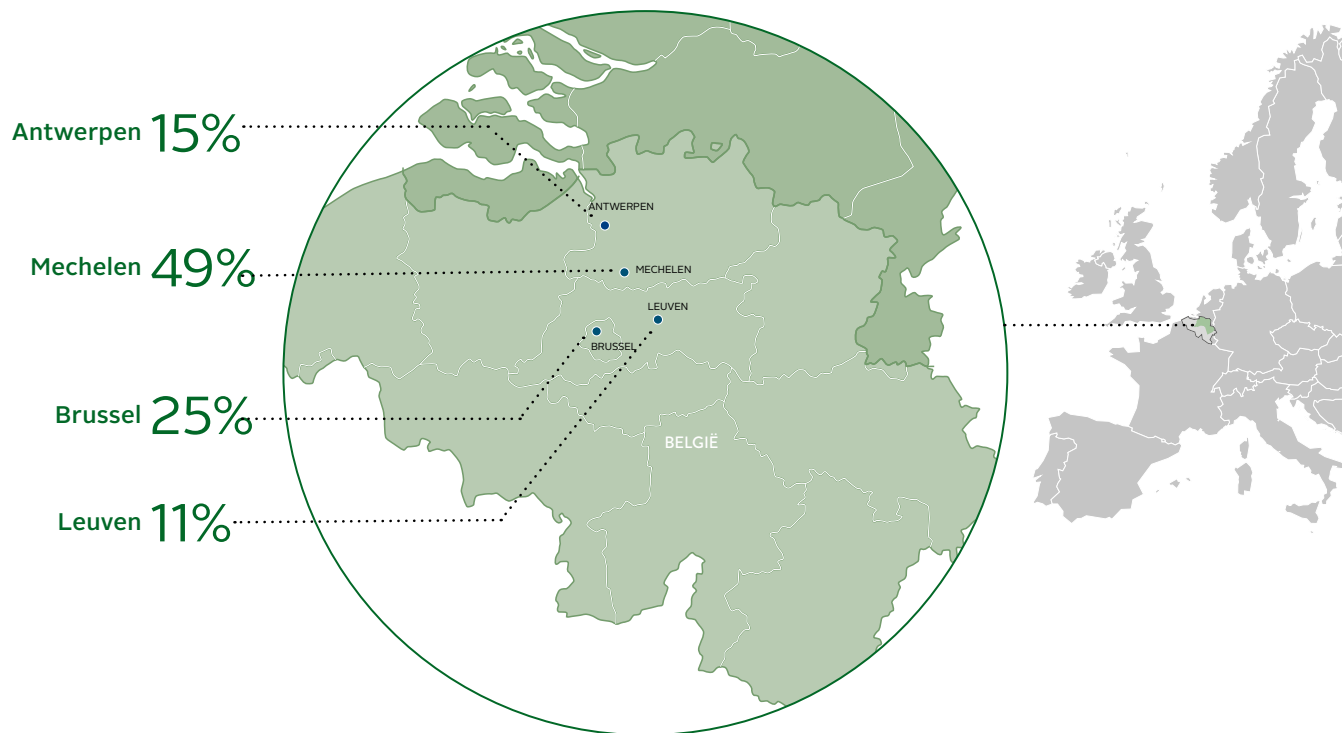 Antwerpen 15%
Mechelen 49%
Brussel 25%
Leuven 11%
ANTWERPEN
MECHELEN
LEUVEN
BRUSSEL
BELGIË